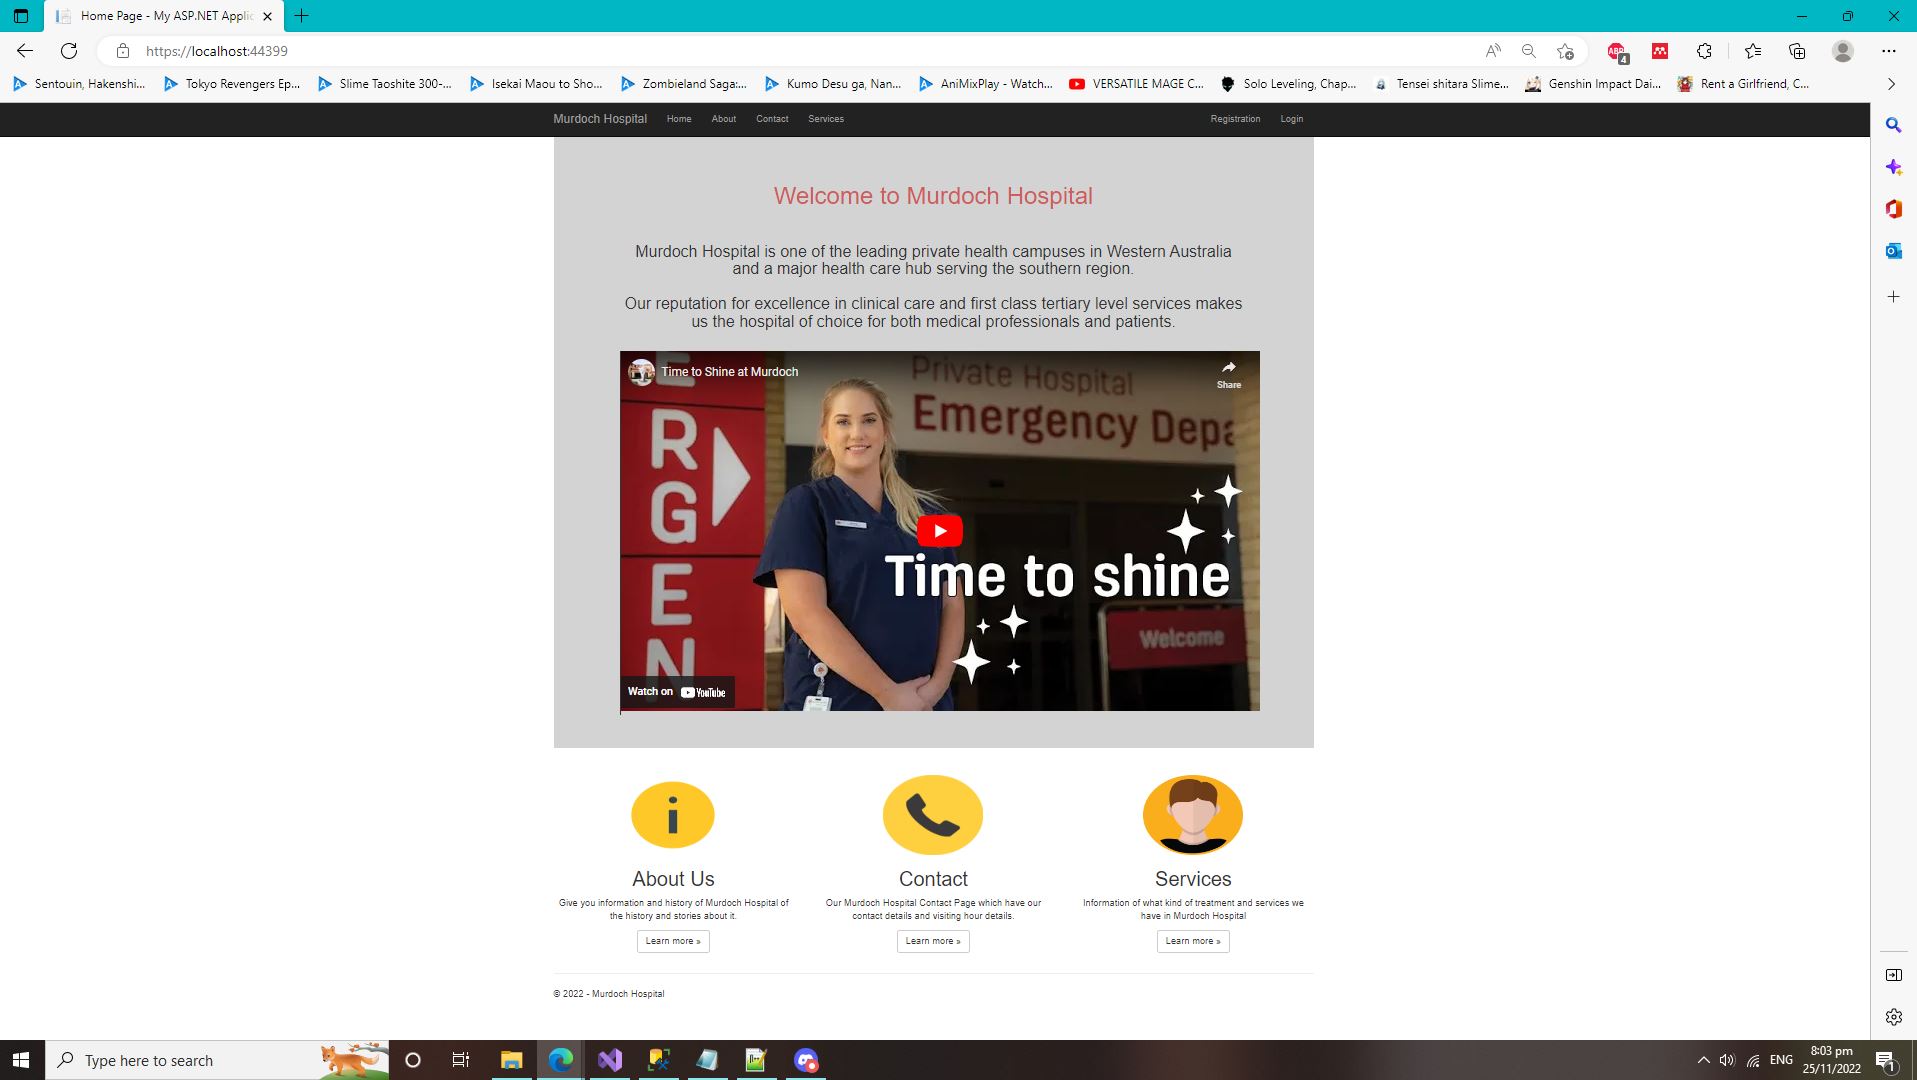 Home Page - My ASP.NET Applic
https://localhost:44399
ABP
4
Sentouin, Hakenshi...
Tokyo Revengers Ep...
Slime Taoshite 300-...
Isekai Maou to Sho...
Zombieland Saga:...
Kumo Desu ga, Nan...
AniMixPlay - Watch...
VERSATILE MAGE C...
Solo Leveling, Chap...
Tensei shitara Slime...
Genshin Impact Dai...
Rent a Girlfriend, C...
Murdoch Hospital
Home
About
Contact
Services
Registration
Login
Welcome to Murdoch Hospital
Murdoch Hospital is one of the leading private health campuses in Western Australia
and a major health care hub serving the southern region.
Our reputation for excellence in clinical care and first class tertiary level services makes
us the hospital of choice for both medical professionals and patients.
Time to Shine at Murdoch
Share
E
R
G
E
N
Private Hospital
Emergency Depa
Time to shine
Welcome
Watch on YouTube
i
About Us
Give you information and history of Murdoch Hospital of
the history and stories about it.
Learn more »
Contact
Our Murdoch Hospital Contact Page which have our
contact details and visiting hour details.
Learn more »
Services
Information of what kind of treatment and services we
have in Murdoch Hospital
Learn more »
© 2022 - Murdoch Hospital
Type here to search
ENG
8:03 pm
25/11/2022
1